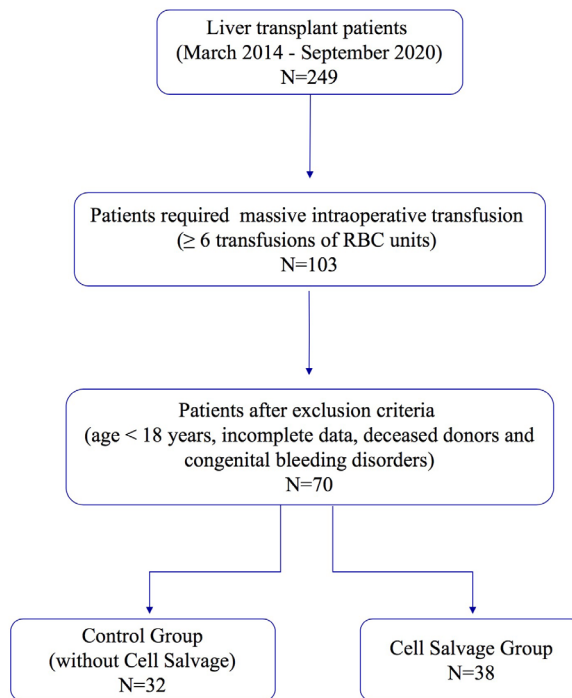 Liver transplant patients
(March 2014 - September 2020)
N=249
Patients required massive intraoperative transfusion
(≥ 6 transfusions of RBC units)
N=103
Patients after exclusion criteria
(age < 18 years, incomplete data, deceased donors and
congenital bleeding disorders)
N=70
Control Group
(without Cell Salvage)
N=32
Cell Salvage Group
N=38